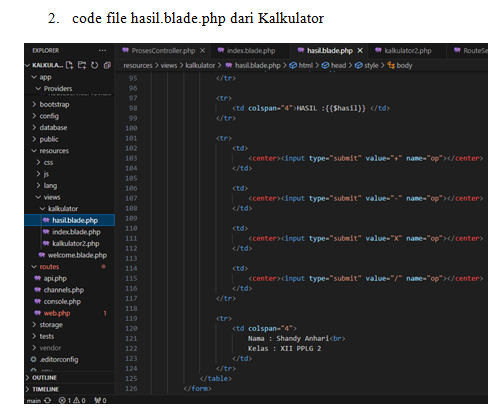 2. code file hasil.blade.php dari Kalkulator
EXPLORER
ProsesController.php
index.blade.php
hasil.blade.php
kalkulator2.php
RouteSe
KALKULA...
resources > views > kalkulator > hasil.blade.php > html > head > style > body
app
Providers
bootstrap
config
database
public
resources
css
js
lang
views
kalkulator
hasil.blade.php
index.blade.php
kalkulator2.php
welcome.blade.php
routes
api.php
channels.php
console.php
web.php 1
storage
tests
vendor
.editorconfig
OUTLINE
TIMELINE
95 </tr>
96
97 <tr>
98 <td colspan="4">HASIL :{{$hasil}} </td>
99 </tr>
100
101 <tr>
102 <td>
103 <center><input type="submit" value="+" name="op"></center>
104 </td>
105
106 <td>
107 <center><input type="submit" value="-" name="op"></center>
108 </td>
109
110 <td>
111 <center><input type="submit" value="X" name="op"></center>
112 </td>
113
114 <td>
115 <center><input type="submit" value="/" name="op"></center>
116 </td>
117 </tr>
118
119 <tr>
120 <td colspan="4">
121 Nama : Shandy Anhari<br>
122 Kelas : XII PPLG 2
123 </td>
124 </tr>
125 </table>
126 </form>
main 1 0 0